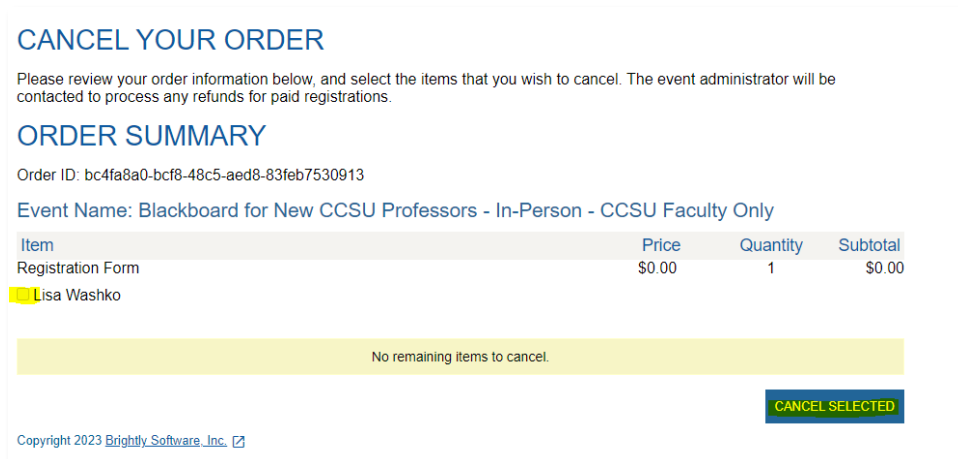 CANCEL YOUR ORDER
Please review your order information below, and select the items that you wish to cancel. The event administrator will be
contacted to process any refunds for paid registrations.
ORDER SUMMARY
Order ID: bc4fa8a0-bcf8-48c5-aed8-83feb7530913
Event Name: Blackboard for New CCSU Professors - In-Person - CCSU Faculty Only
Item Price Quantity Subtotal
Registration Form $0.00 1 $0.00
Lisa Washko
No remaining items to cancel.
CANCEL SELECTED
Copyright 2023 Brightly Software, Inc.